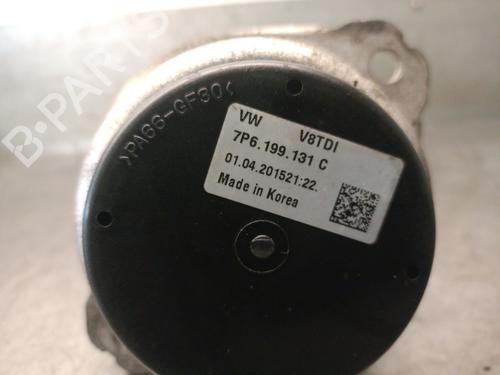 >PA66-GF30<
VW V8TDI
7P6.199.131 C
01.04.201521:22.
Made in Korea
B-PARTS